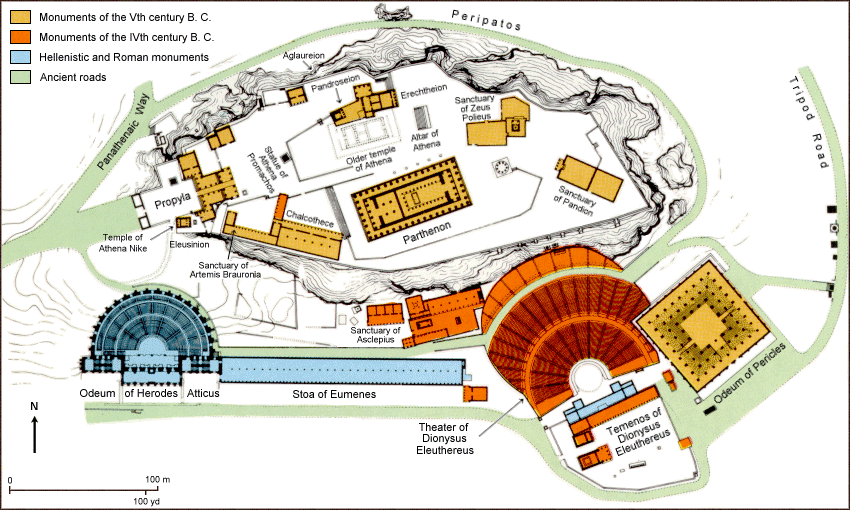 Monuments of the Vth century B. C.
Monuments of the IVth century B. C.
Hellenistic and Roman monuments
Ancient roads
Peripatos
Tripod Road
Panathenaic Way
Aglaureion
Pandroseion
Erechtheion
Sanctuary
of Zeus
Polieus
Altar of
Athena
Older temple
of Athena
Statue of
Athena
Promachos
Propyla
Chalcothece
Parthenon
Sanctuary
of Pandion
Temple of
Athena Nike
Eleusinion
Sanctuary of
Artemis Brauronia
Sanctuary of
Asclepius
Odeum of Herodes Atticus
Stoa of Eumenes
Theater of
Dionysus
Eleuthereus
Temenos of
Dionysus
Eleuthereus
Odeum of Pericles
N
0 100 m
100 yd